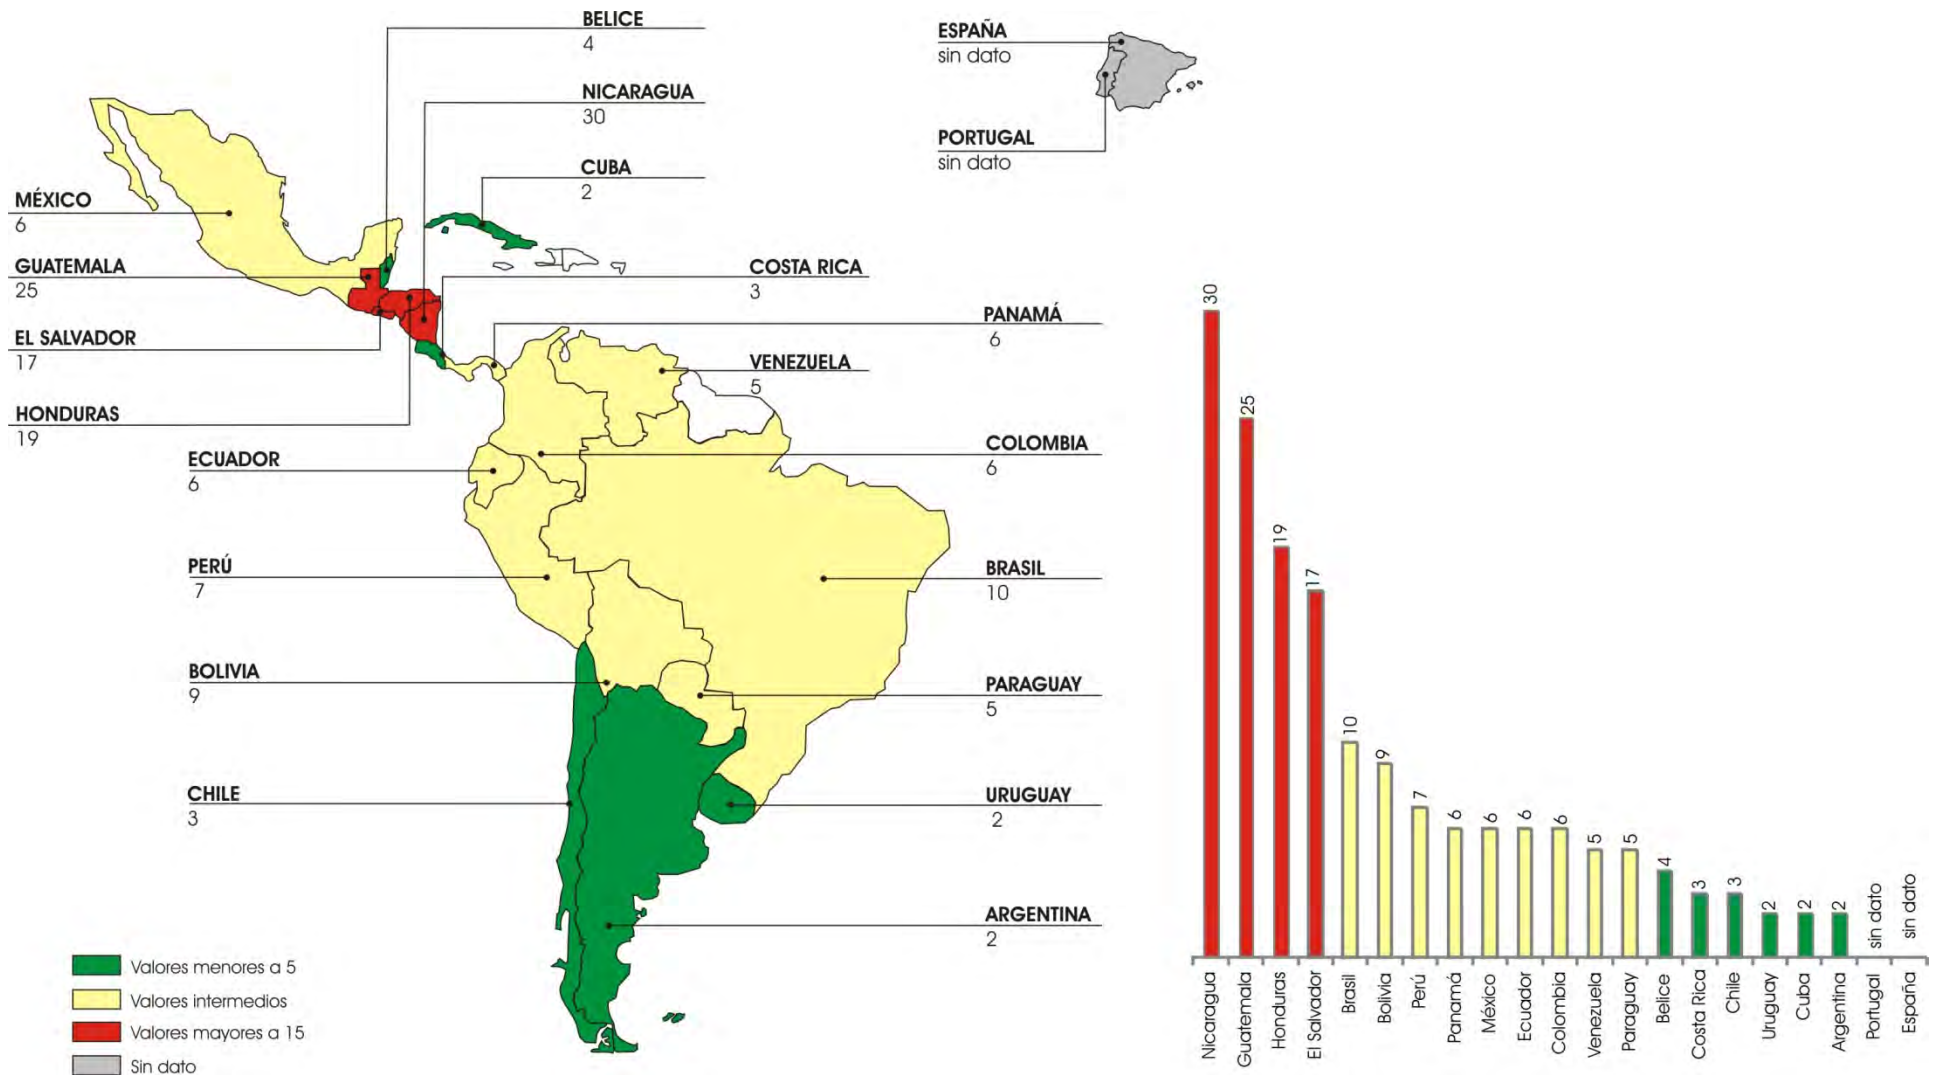 BELICE
4
NICARAGUA
30
CUBA
2
ESPAÑA
sin dato
PORTUGAL
sin dato
MÉXICO
6
GUATEMALA
25
EL SALVADOR
17
HONDURAS
19
COSTA RICA
3
PANAMÁ
6
VENEZUELA
5
COLOMBIA
6
ECUADOR
6
PERÚ
7
BRASIL
10
BOLIVIA
9
PARAGUAY
5
CHILE
3
URUGUAY
2
ARGENTINA
2
Valores menores a 5
Valores intermedios
Valores mayores a 15
Sin dato
30
25
19
17
10
9
7
6
6
6
6
5
5
4
3
3
2
2
2
sin dato
sin dato
Nicaragua
Guatemala
Honduras
El Salvador
Brasil
Bolivia
Perú
Panamá
México
Ecuador
Colombia
Venezuela
Paraguay
Belice
Costa Rica
Chile
Uruguay
Cuba
Argentina
Portugal
España